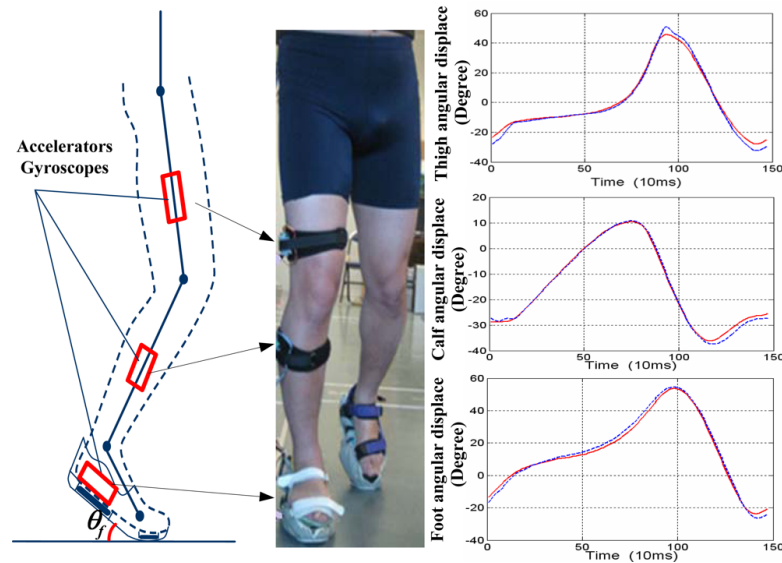 Accelerators
Gyroscopes
θf
Thigh angular displace
(Degree)
60
40
20
0
-20
-40
0
50
100
150
Time (10ms)
Calf angular displace
(Degree)
20
10
0
-10
-20
-30
-40
0
50
100
150
Time (10ms)
Foot angular displace
(Degree)
60
40
20
0
-20
-40
0
50
100
150
Time (10ms)